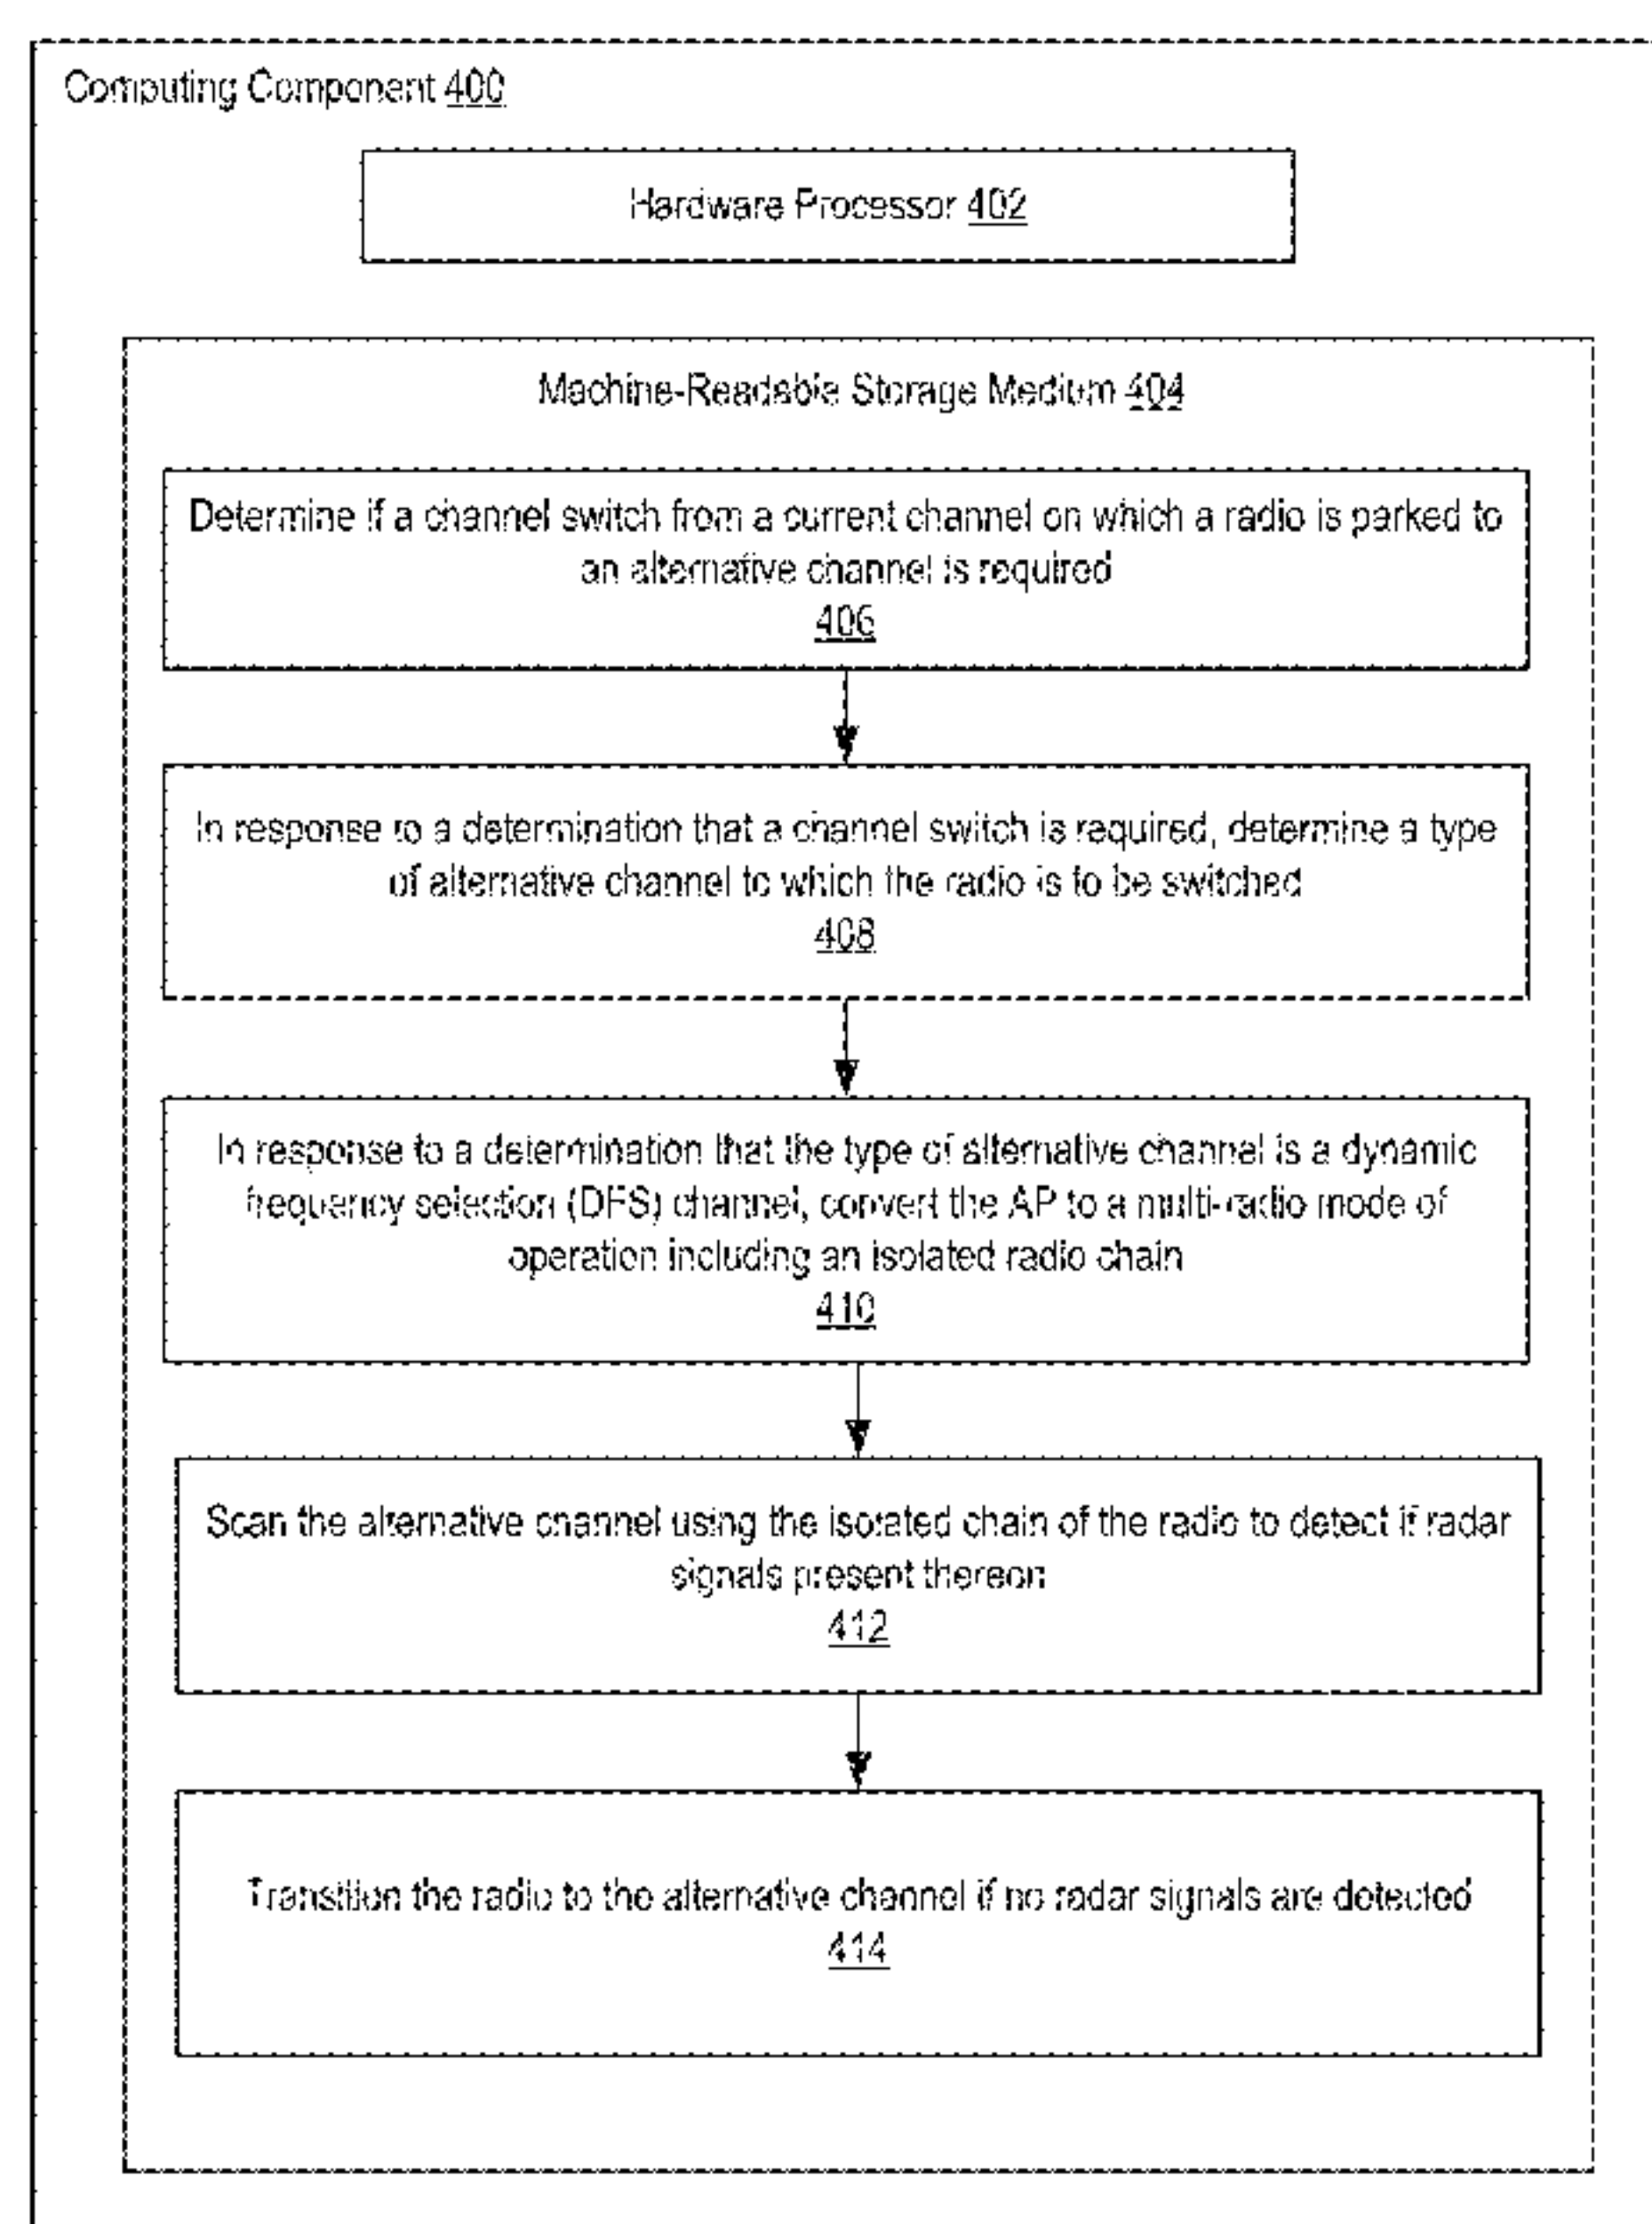 Computing Component 400
Hardware Processor 402
Machine-Readable Storage Medium 404
Determine if a channel switch from a current channel on which a radio is parked to
an alternative channel is required
406
In response to a determination that a channel switch is required, determine a type
of alternative channel to which the radio is to be switched
408
In response to a determination that the type of alternative channel is a dynamic
frequency selection (DFS) channel, convert the AP to a multi-radio mode of
operation including an isolated radio chain
410
Scan the alternative channel using the isolated chain of the radio to detect if radar
signals present thereon
412
Transition the radio to the alternative channel if no radar signals are detected
414